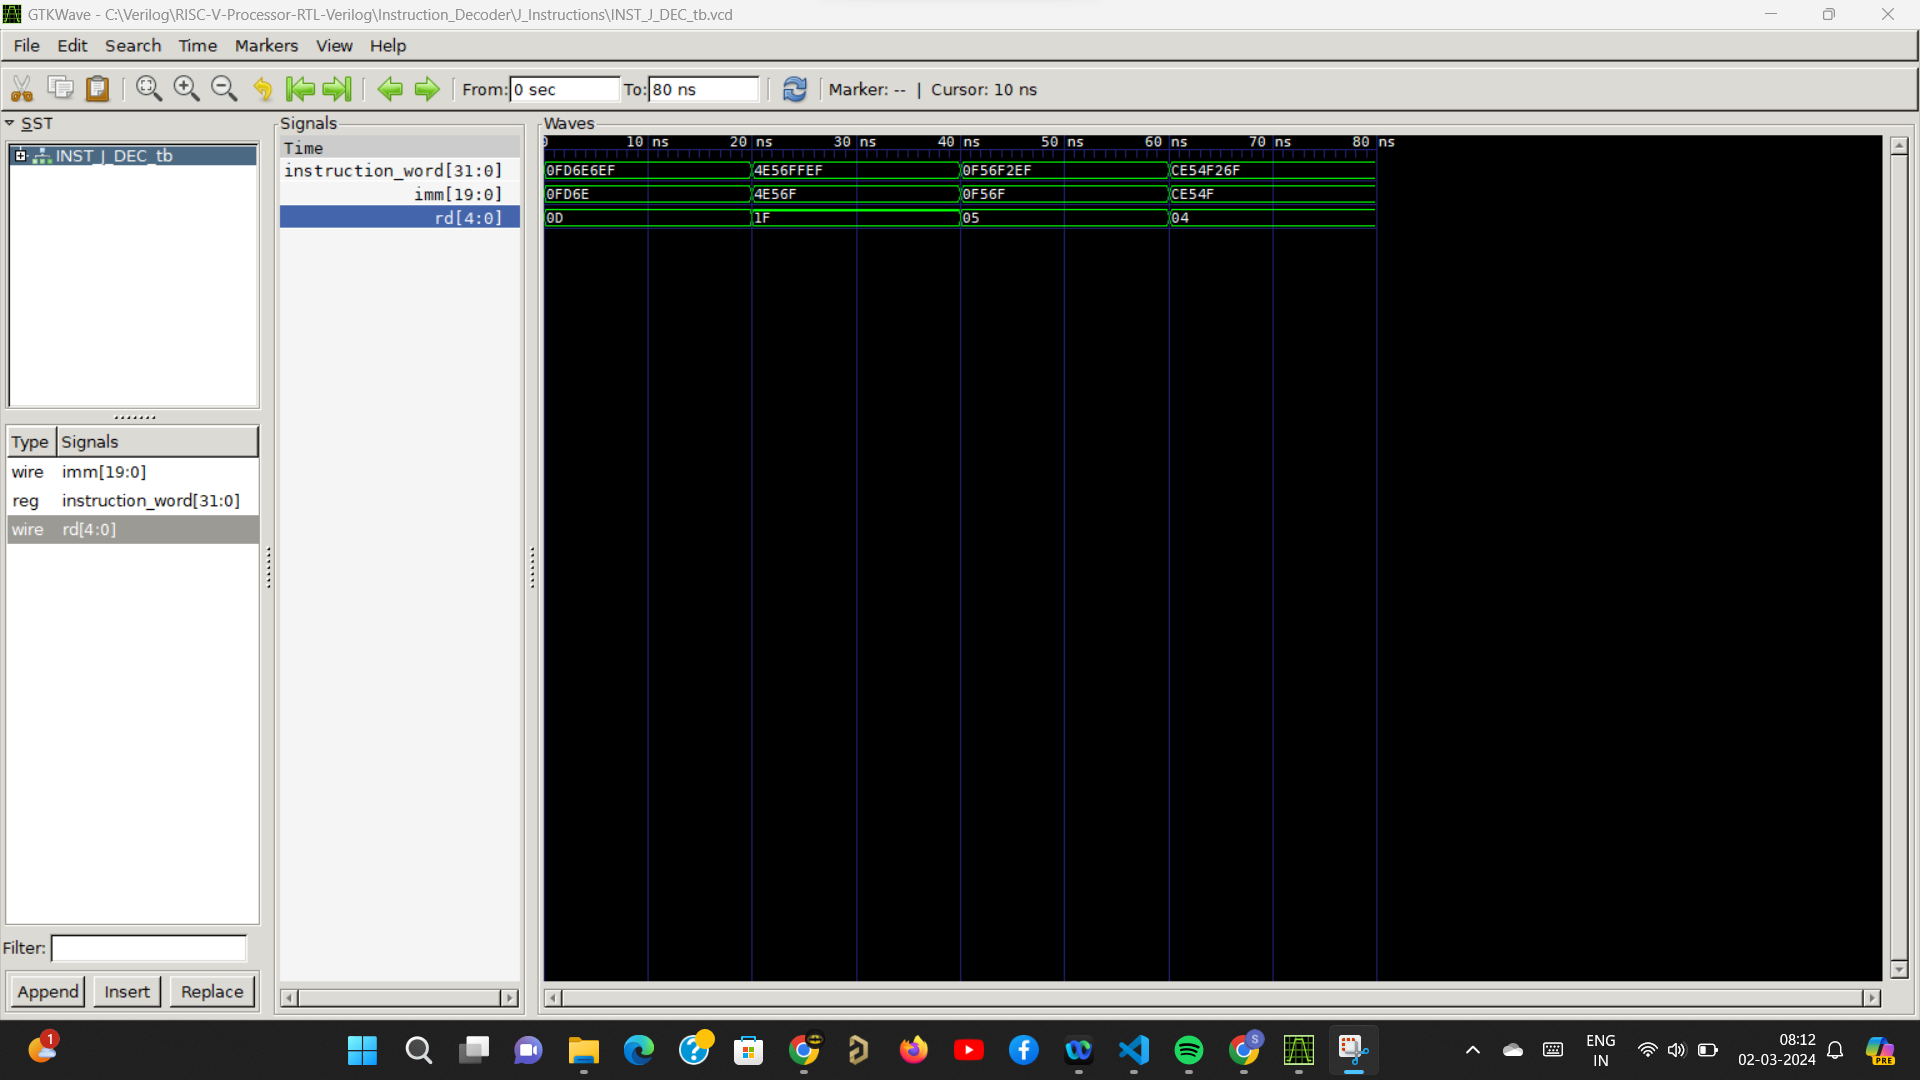 GTKWave - C:\Verilog\RISC-V-Processor-RTL-Verilog\Instruction_Decoder\J_Instructions\INST_J_DEC_tb.vcd
File Edit Search Time Markers View Help
From: 0 sec To: 80 ns Marker: -- | Cursor: 10 ns
SST
INST_J_DEC_tb
Type Signals
wire imm[19:0]
reg instruction_word[31:0]
wire rd[4:0]
Filter:
Append Insert Replace
Signals
Time
instruction_word[31:0]
imm[19:0]
rd[4:0]
Waves
0 10 ns 20 ns 30 ns 40 ns 50 ns 60 ns 70 ns 80 ns
0FD6E6EF 4E56FFEF 0F56F2EF CE54F26F
0FD6E 4E56F 0F56F CE54F
0D 1F 05 04
1
S
ENG
IN
08:12
02-03-2024
PRE